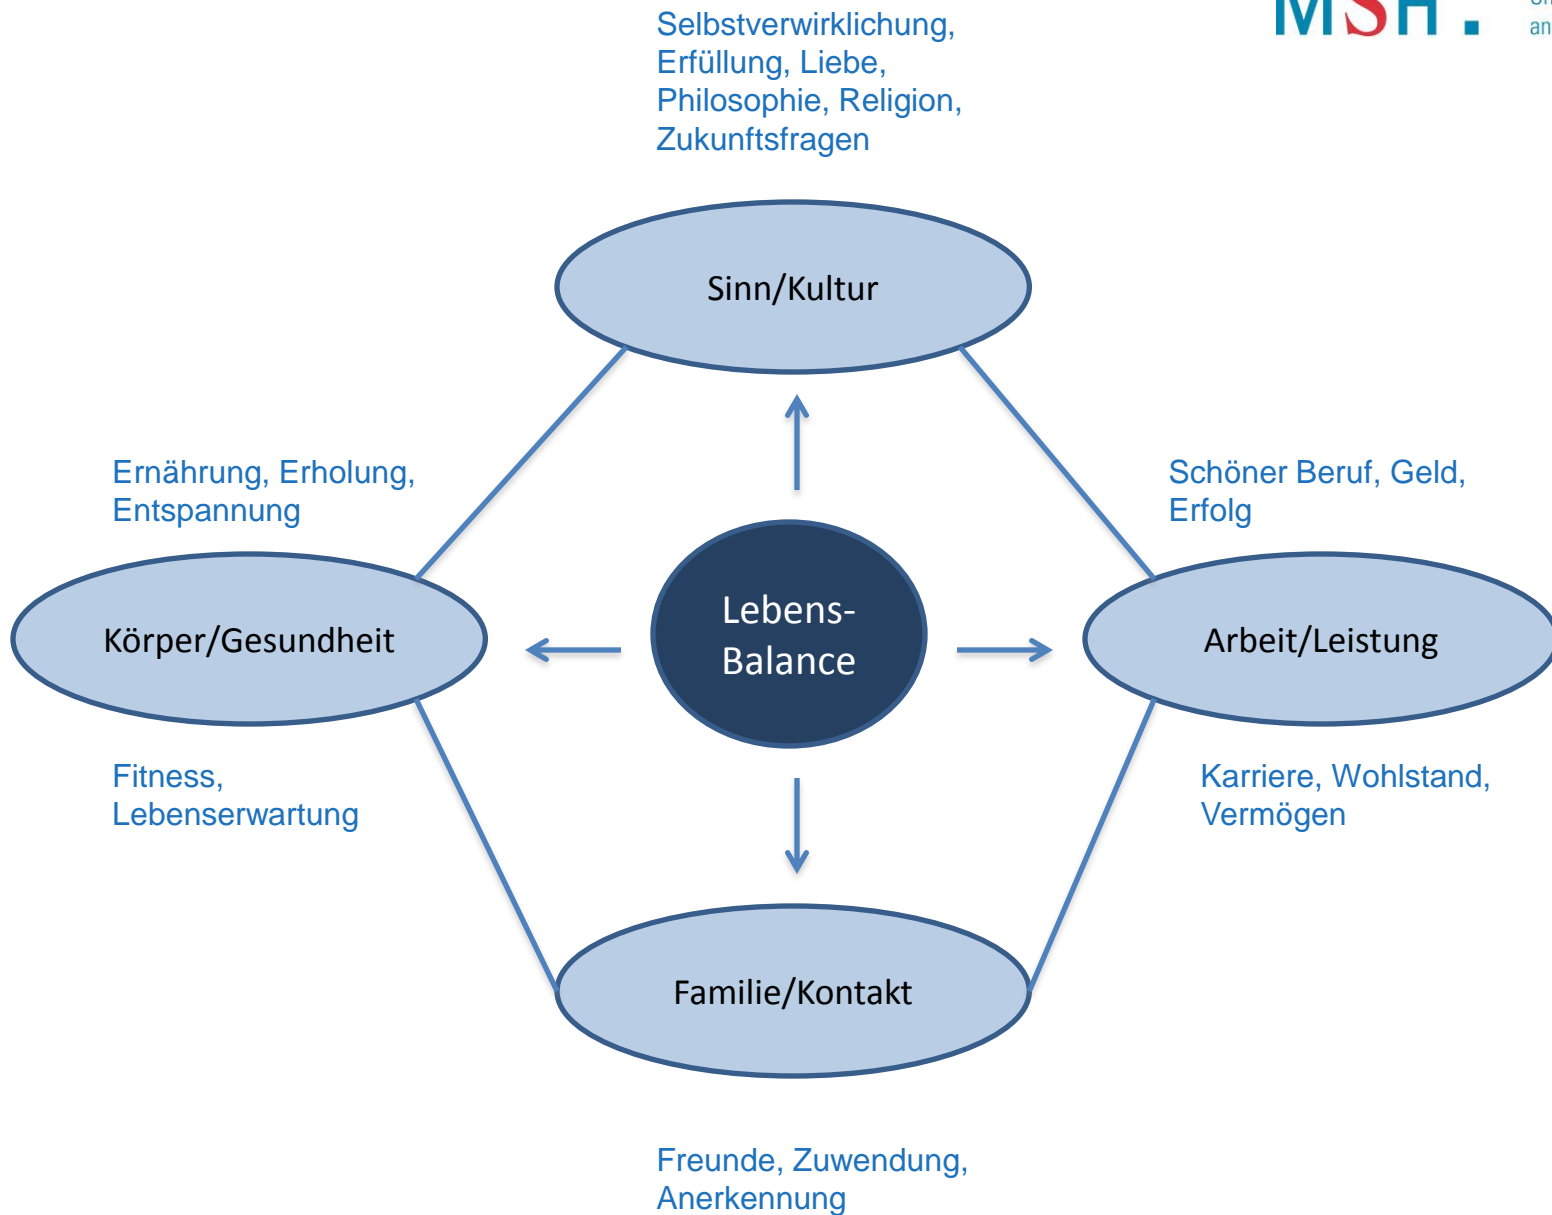 MSH.
Selbstverwirklichung,
Erfüllung, Liebe,
Philosophie, Religion,
Zukunftsfragen
Sinn/Kultur
Ernährung, Erholung,
Entspannung
Schöner Beruf, Geld,
Erfolg
Lebens-
Balance
Körper/Gesundheit
Arbeit/Leistung
Fitness,
Lebenserwartung
Karriere, Wohlstand,
Vermögen
Familie/Kontakt
Freunde, Zuwendung,
Anerkennung